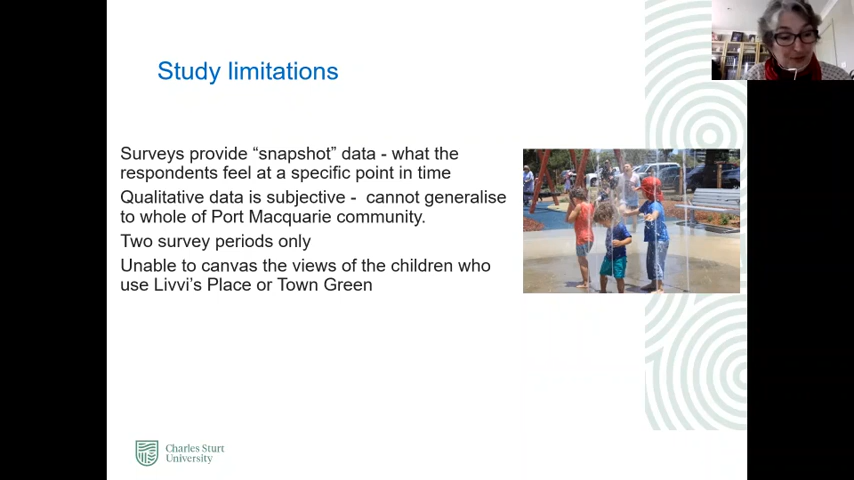 Study limitations
Surveys provide “snapshot” data - what the
respondents feel at a specific point in time
Qualitative data is subjective -  cannot generalise
to whole of Port Macquarie community.
Two survey periods only
Unable to canvas the views of the children who
use Livvi’s Place or Town Green
Charles Sturt
University